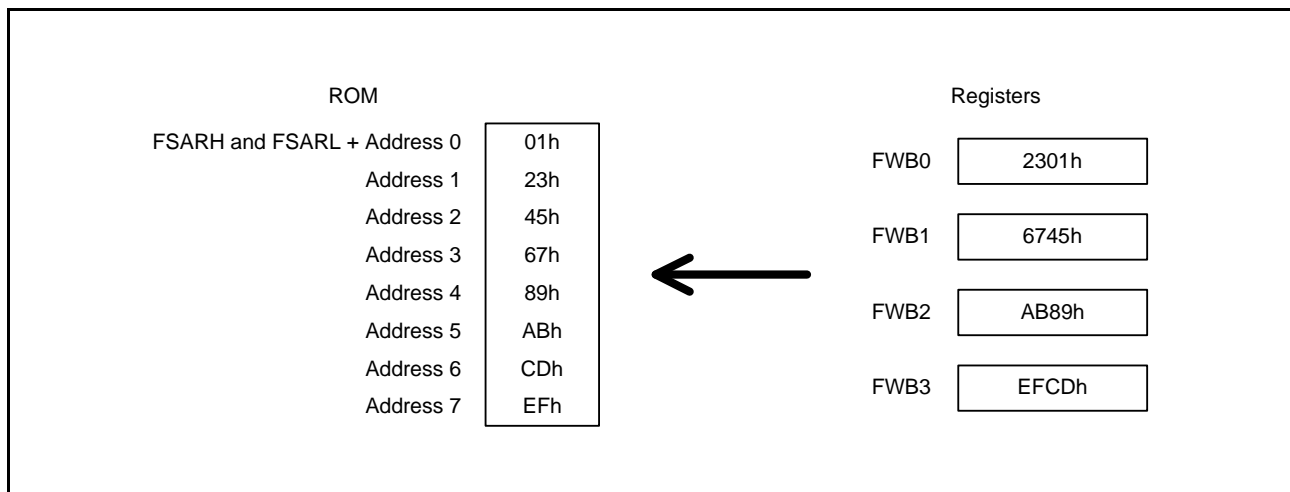 ROM
FSARH and FSARL + Address 0 01h
Address 1 23h
Address 2 45h
Address 3 67h
Address 4 89h
Address 5 ABh
Address 6 CDh
Address 7 EFh
Registers
FWB0 2301h
FWB1 6745h
FWB2 AB89h
FWB3 EFCDh